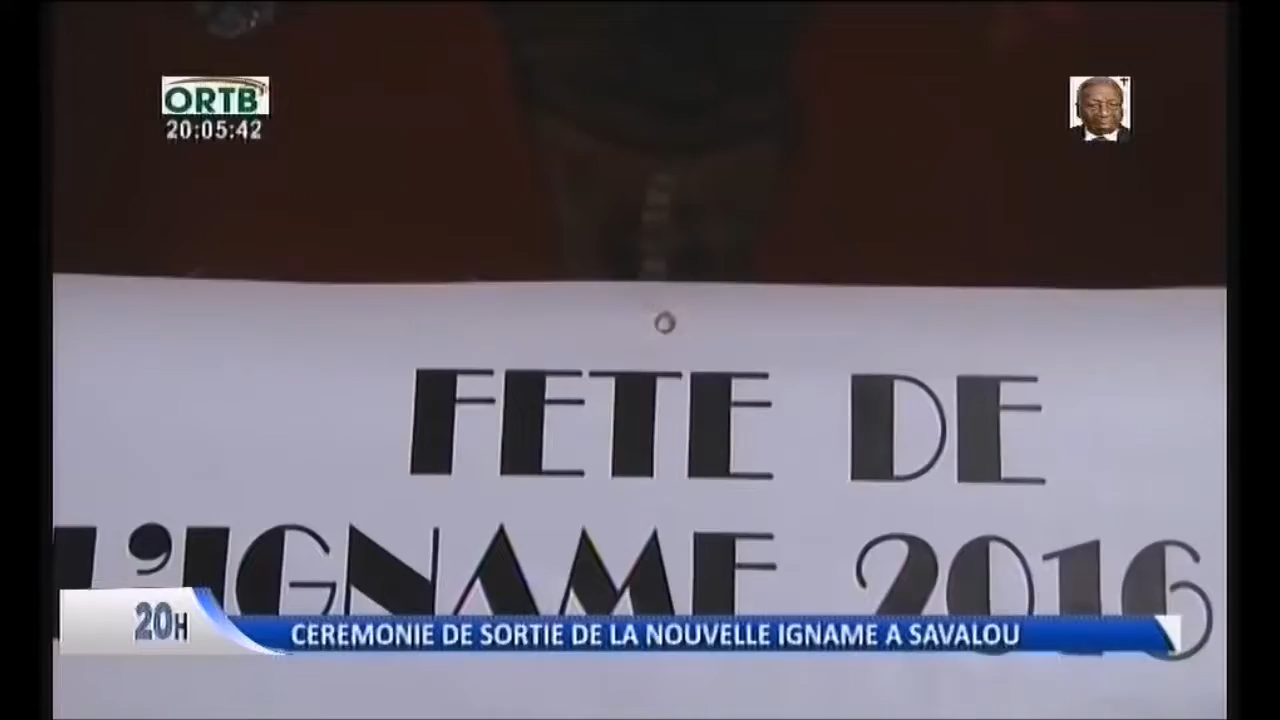 ORTB
20:05:42
FETE DE
L'IGNAME 2016
20H
CEREMONIE DE SORTIE DE LA NOUVELLE IGNAME A SAVALOU